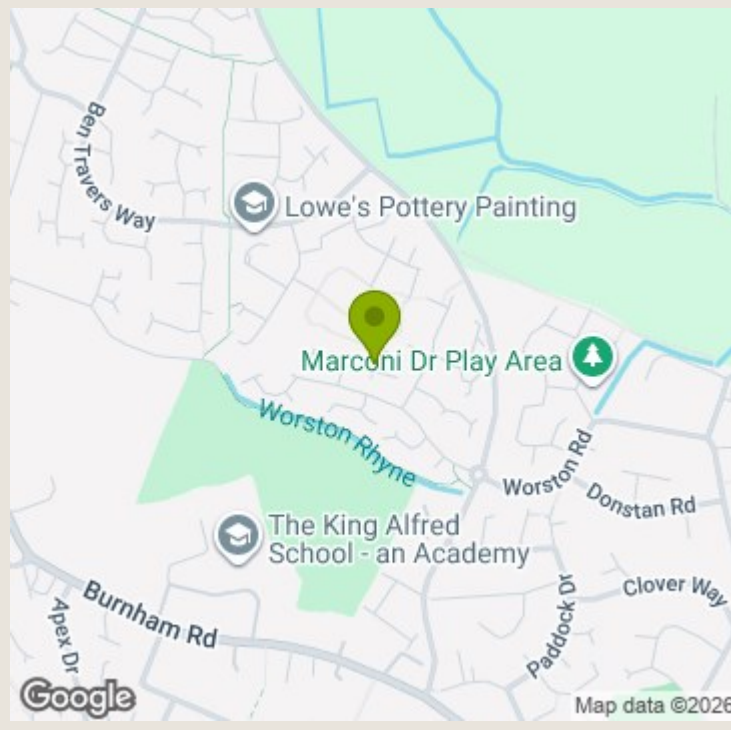 Ben Travers Way
Lowe's Pottery Painting
Marconi Dr Play Area
Worston Rhyne
Worston Rd
Donstan Rd
The King Alfred
School - an Academy
Clover Way
Paddock Dr
Burnham Rd
Apex Dr
Google
Map data ©2026